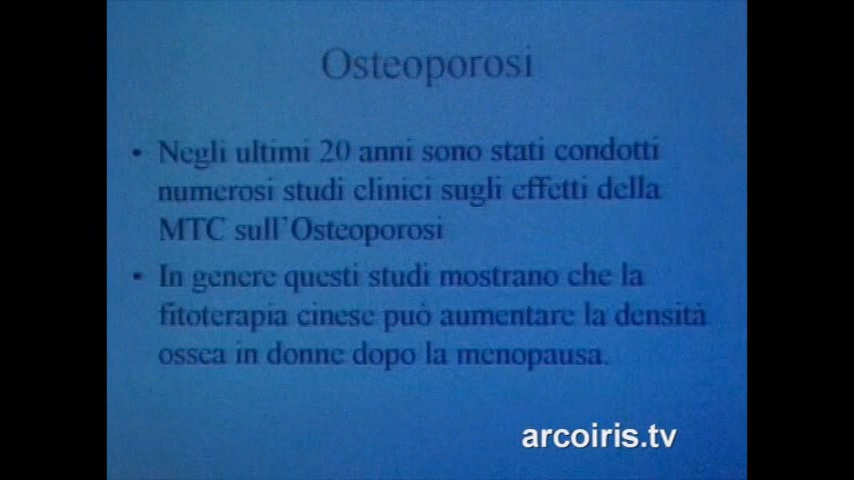 Osteoporosi
• Negli ultimi 20 anni sono stati condotti
numerosi studi clinici sugli effetti della
MTC sull'Osteoporosi
• In genere questi studi mostrano che la
fitoterapia cinese può aumentare la densità
ossea in donne dopo la menopausa.
arcoiris.tv